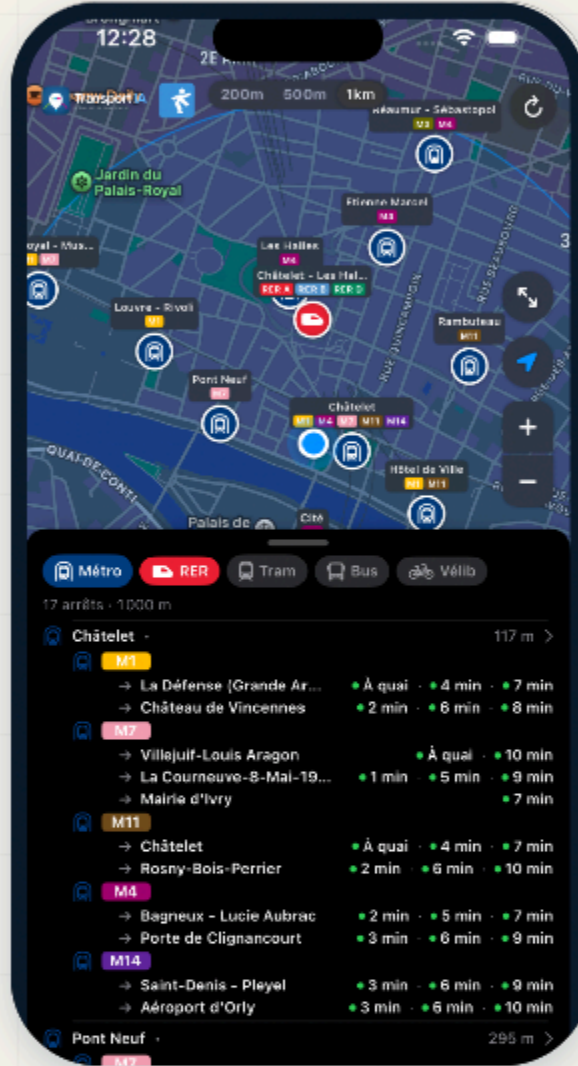 12:28
Transport
200m 500m 1km
Réaumur - Sébastopol
M3 M4
Jardin du
Palais-Royal
Etienne Marcel
Les Halles
M4
oyal - Mus...
M7
Châtelet - Les Hal...
RER A RER B RER D
RUE BEAUBOURG
RUE QUINCAMPOIX
Louvre - Rivoli
M1
Rambuteau
M11
Pont Neuf
M7
Châtelet
M1 M4 M7 M11 M14
QUAI DE CONTI
Hôtel de Ville
M1 M11
Palais de
Cité
Métro RER Tram Bus Vélib
17 arrêts · 1000 m
Châtelet · 117 m >
M1
→ La Défense (Grande Ar... • À quai · • 4 min · • 7 min
→ Château de Vincennes • 2 min · • 6 min · • 8 min
M7
→ Villejuif-Louis Aragon • À quai · • 10 min
→ La Courneuve-8-Mai-19... • 1 min · • 5 min · • 9 min
→ Mairie d'Ivry • 7 min
M11
→ Châtelet • À quai · • 4 min · • 7 min
→ Rosny-Bois-Perrier • 2 min · • 6 min · • 10 min
M4
→ Bagneux - Lucie Aubrac • 2 min · • 5 min · • 7 min
→ Porte de Clignancourt • 3 min · • 6 min · • 9 min
M14
→ Saint-Denis - Pleyel • 3 min · • 6 min · • 9 min
→ Aéroport d'Orly • 3 min · • 6 min · • 10 min
Pont Neuf · 295 m >
M7